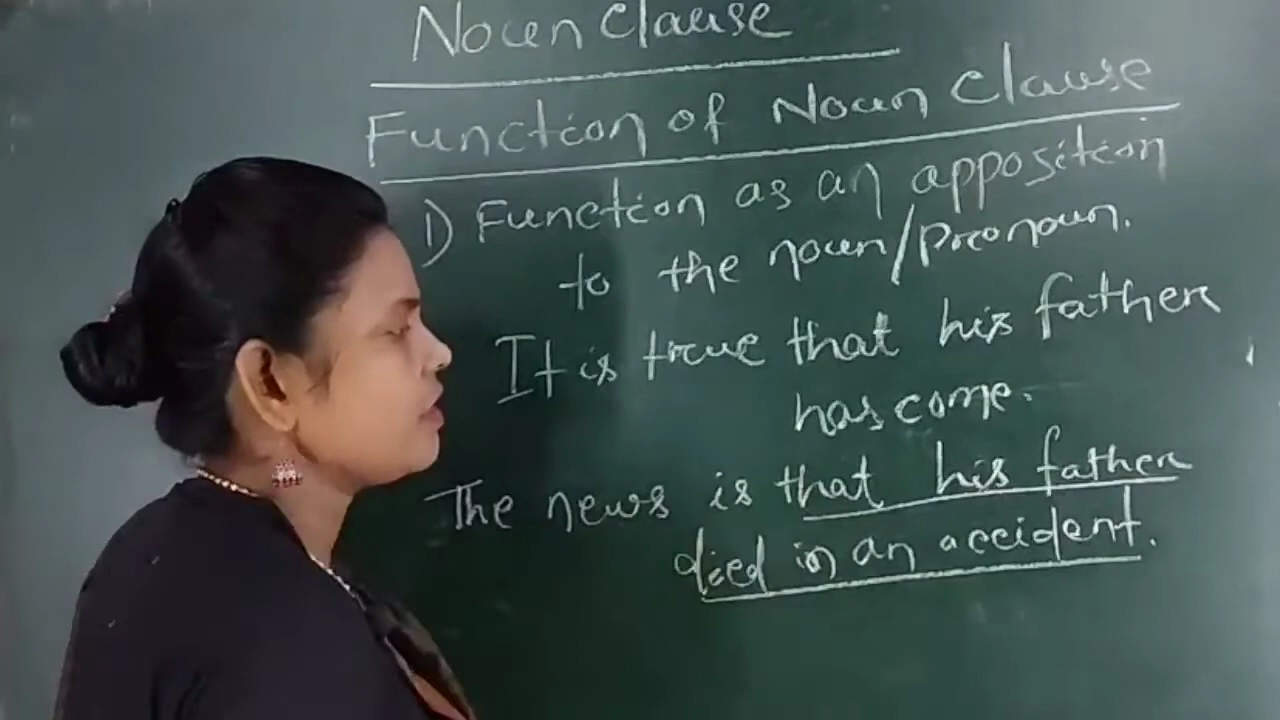 Noun Clause
Function of Noun Clause
1) Function as an apposition
to the noun/pronoun.
It is true that his father
has come.
The news is that his father
died in an accident.